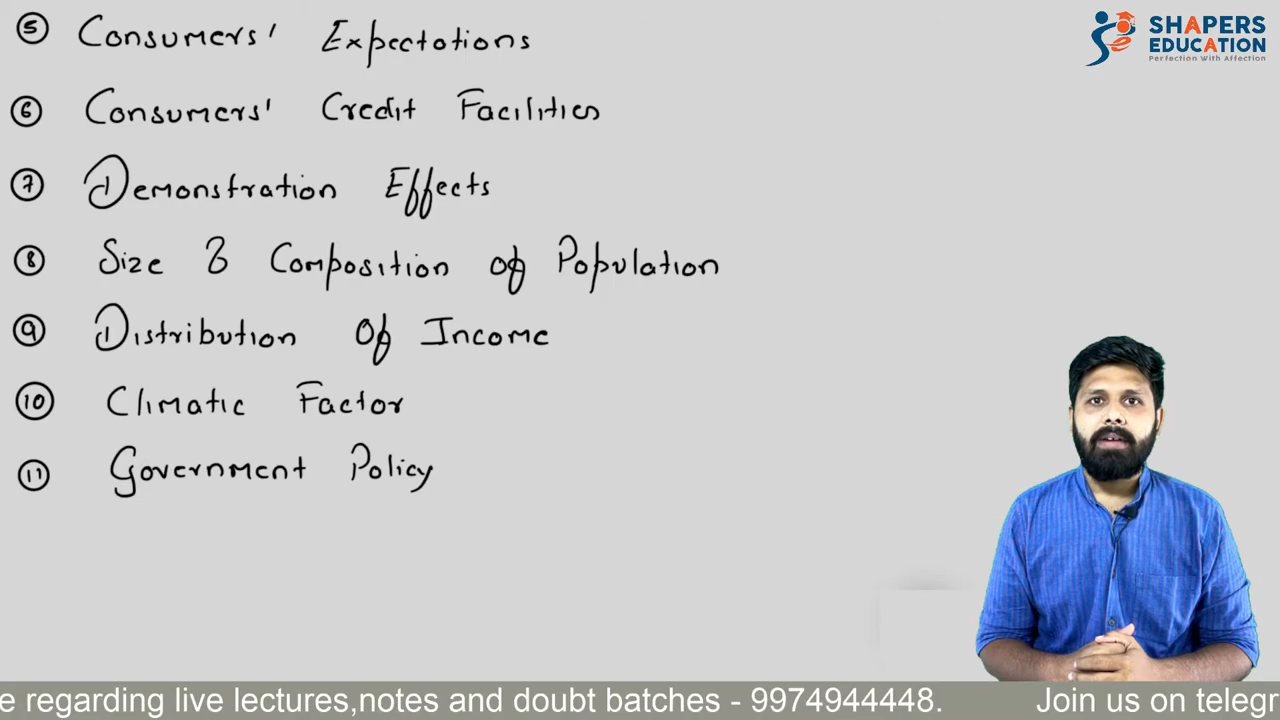 ⑤ Consumers' Expectations
⑥ Consumers' Credit Facilities
⑦ Demonstration Effects
⑧ Size & Composition of Population
⑨ Distribution Of Income
⑩ Climatic Factor
⑪ Government Policy
SHAPERS
EDUCATION
Perfection With Affection
e regarding live lectures,notes and doubt batches - 9974944448. Join us on telegr